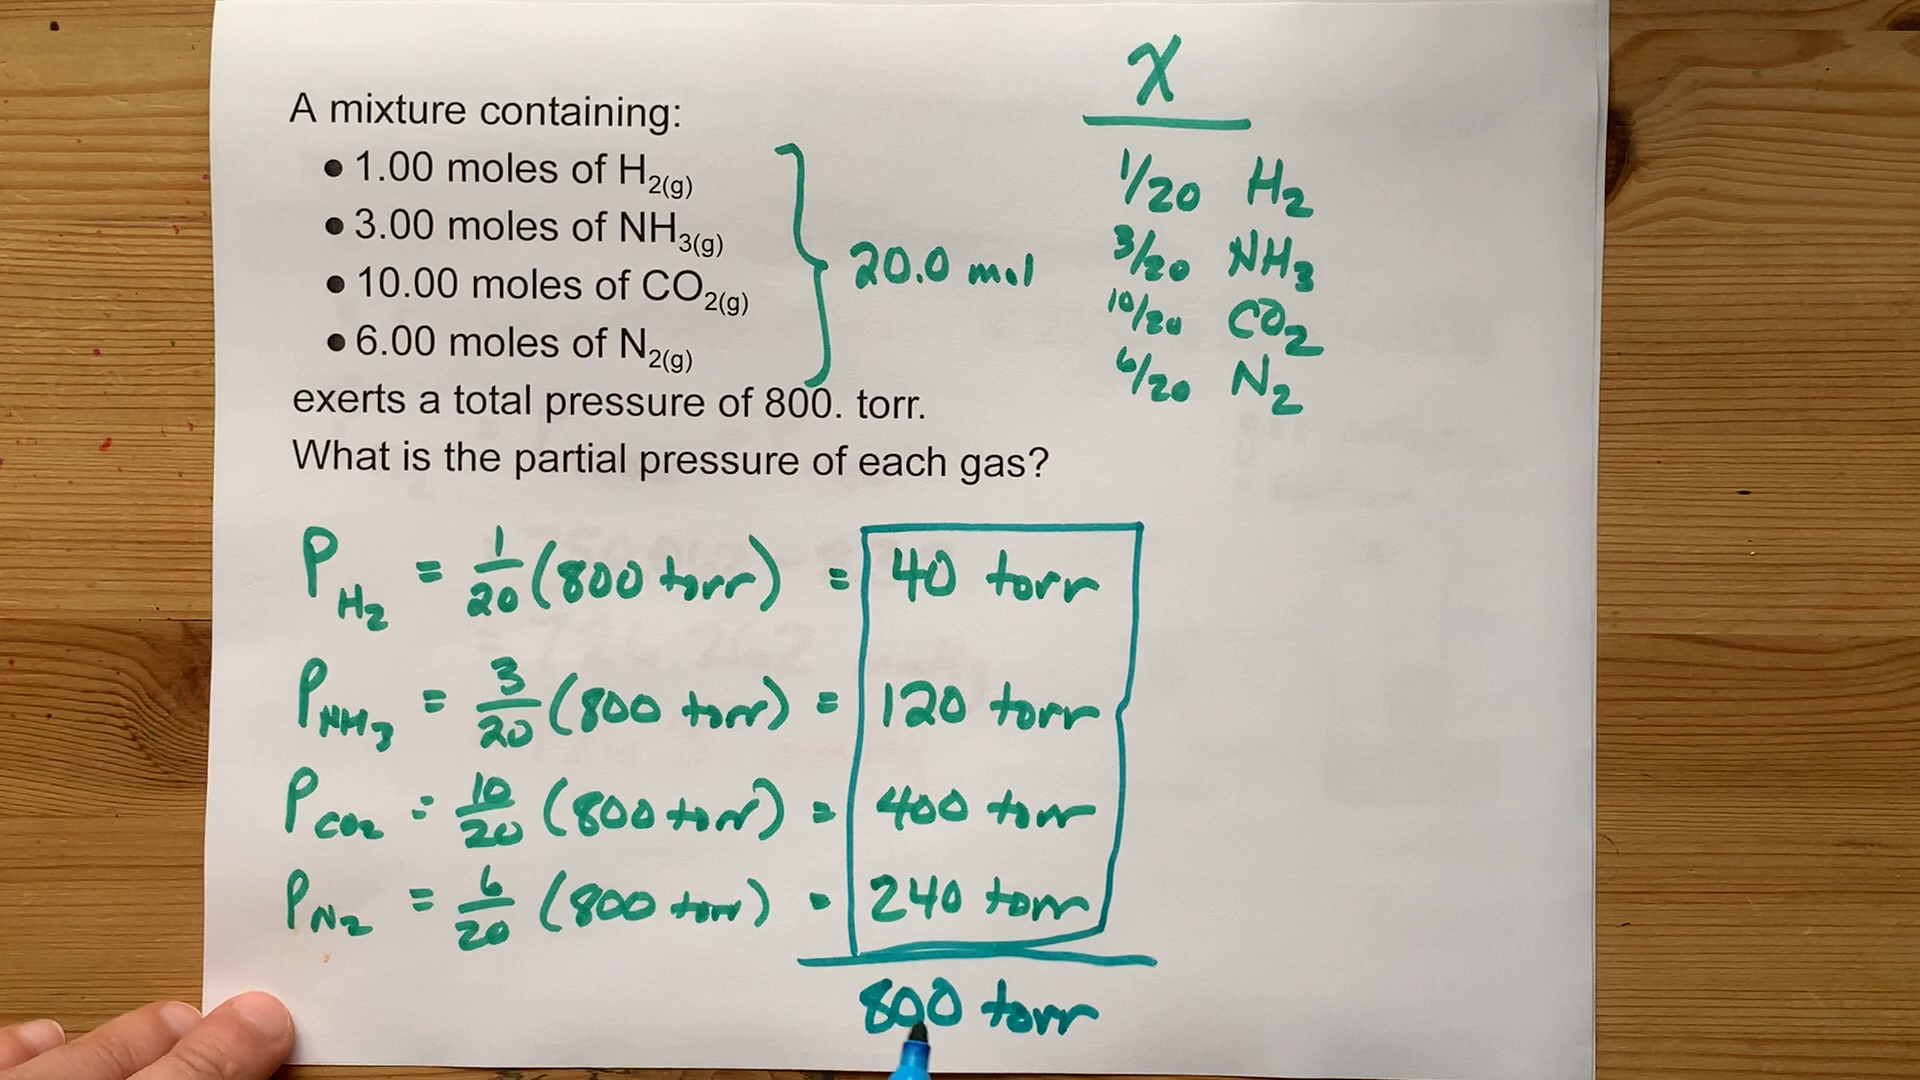 A mixture containing:
• 1.00 moles of H2(g)
• 3.00 moles of NH3(g)
• 10.00 moles of CO2(g)
• 6.00 moles of N2(g)
exerts a total pressure of 800. torr.
What is the partial pressure of each gas?
20.0 mol
χ
1/20 H2
3/20 NH3
10/20 CO2
6/20 N2
PH2 = 1/20 (800 torr) = 40 torr
PNH3 = 3/20 (800 torr) = 120 torr
PCO2 = 10/20 (800 torr) = 400 torr
PN2 = 6/20 (800 torr) = 240 torr
800 torr